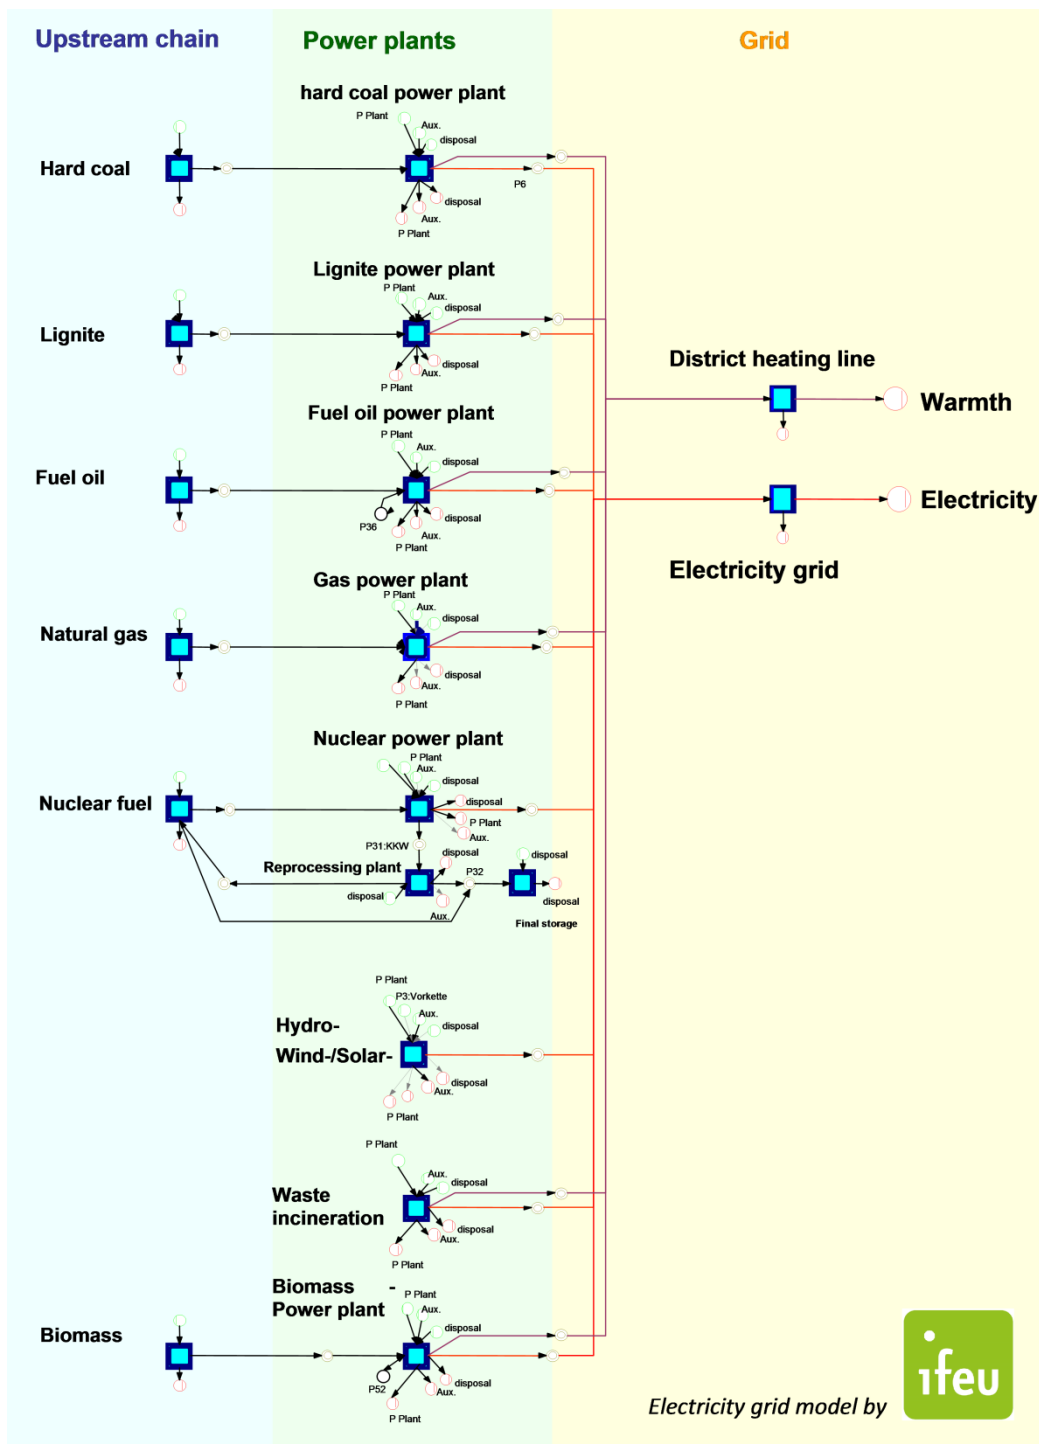 Upstream chain
Power plants
Grid
hard coal power plant
P Plant
Aux.
disposal
Hard coal
P6
disposal
Aux.
P Plant
Lignite power plant
P Plant
Aux.
disposal
Lignite
disposal
Aux.
P Plant
District heating line
Warmth
Fuel oil power plant
P Plant
Aux.
disposal
Fuel oil
P36
disposal
Aux.
P Plant
Electricity
Electricity grid
Gas power plant
P Plant
Aux.
disposal
Natural gas
disposal
Aux.
P Plant
Nuclear power plant
P Plant
Aux.
disposal
Nuclear fuel
disposal
P Plant
Aux.
P31:KKW
disposal
Reprocessing plant
P32
disposal
disposal
Aux.
disposal
Final storage
P Plant
P3:Vorkette
Aux.
disposal
Hydro-
Wind-/Solar-
disposal
Aux.
P Plant
P Plant
Aux.
disposal
Waste
incineration
disposal
Aux.
P Plant
Biomass -
P Plant
Power plant
Aux.
disposal
Biomass
P52
disposal
Aux.
P Plant
ifeu
Electricity grid model by